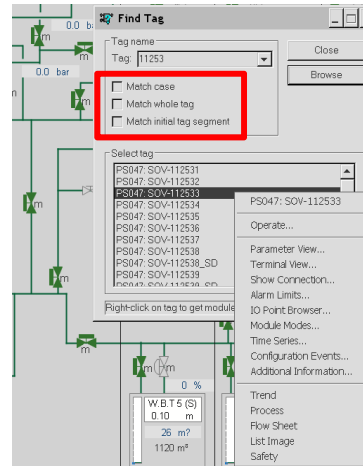 Find Tag
0.0 b
m
Tag name
Tag: 11253
Close
Browse
0.0 bar
m
Match case
Match whole tag
Match initial tag segment
m
Select tag
PS047: SOV-112531
PS047: SOV-112532
PS047: SOV-112533
PS047: SOV-112534
PS047: SOV-112535
PS047: SOV-112536
PS047: SOV-112537
PS047: SOV-112538
PS047: SOV-112538_SD
PS047: SOV-112539
PS047: SOV-112539_SD
Right-click on tag to get module
PS047: SOV-112533
Operate...
Parameter View...
Terminal View...
Show Connection...
Alarm Limits...
IO Point Browser...
Module Modes...
Time Series...
Configuration Events...
Additional Information...
Trend
Process
Flow Sheet
List Image
Safety
m
m
m m
0 %
W.B.T 5 (S)
0.10 m
26 m?
1120 m³